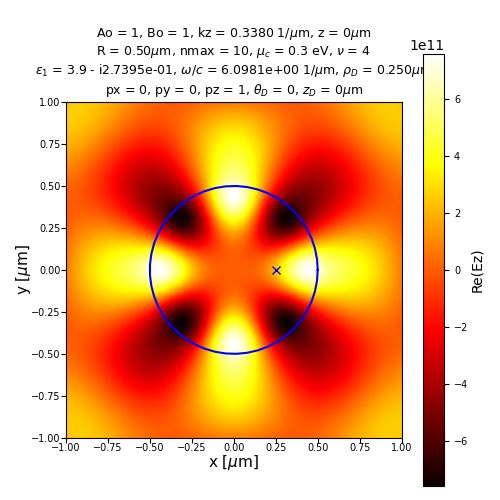 Ao = 1, Bo = 1, kz = 0.3380 1/μm, z = 0μm
R = 0.50μm, nmax = 10, μc = 0.3 eV, ν = 4
ε1 = 3.9 - i2.7395e-01, ω/c = 6.0981e+00 1/μm, ρD = 0.250μm
px = 0, py = 0, pz = 1, θD = 0, zD = 0μm
1e11
1.00
0.75
0.50
0.25
0.00
−0.25
−0.50
−0.75
−1.00
y [μm]
−1.00 −0.75 −0.50 −0.25 0.00 0.25 0.50 0.75 1.00
x [μm]
6
4
2
0
−2
−4
−6
Re(Ez)